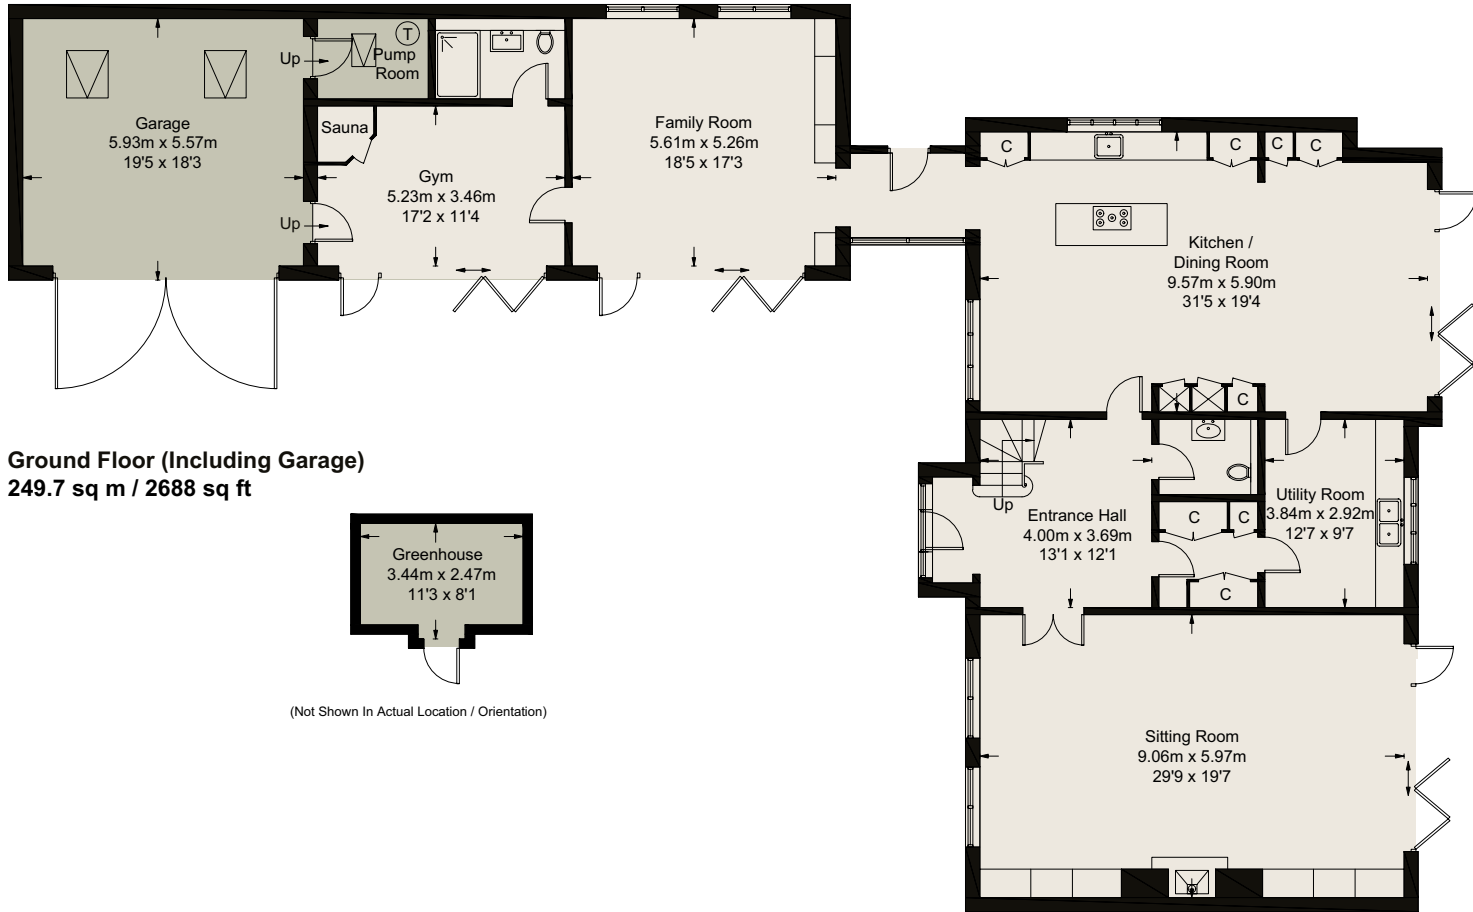 Garage
5.93m x 5.57m
19'5 x 18'3
Up
Up
T
Pump
Room
Sauna
Gym
5.23m x 3.46m
17'2 x 11'4
Family Room
5.61m x 5.26m
18'5 x 17'3
C
C
C
C
Kitchen /
Dining Room
9.57m x 5.90m
31'5 x 19'4
C
Ground Floor (Including Garage)
249.7 sq m / 2688 sq ft
Up
Entrance Hall
4.00m x 3.69m
13'1 x 12'1
C
C
C
Utility Room
3.84m x 2.92m
12'7 x 9'7
Greenhouse
3.44m x 2.47m
11'3 x 8'1
(Not Shown In Actual Location / Orientation)
Sitting Room
9.06m x 5.97m
29'9 x 19'7